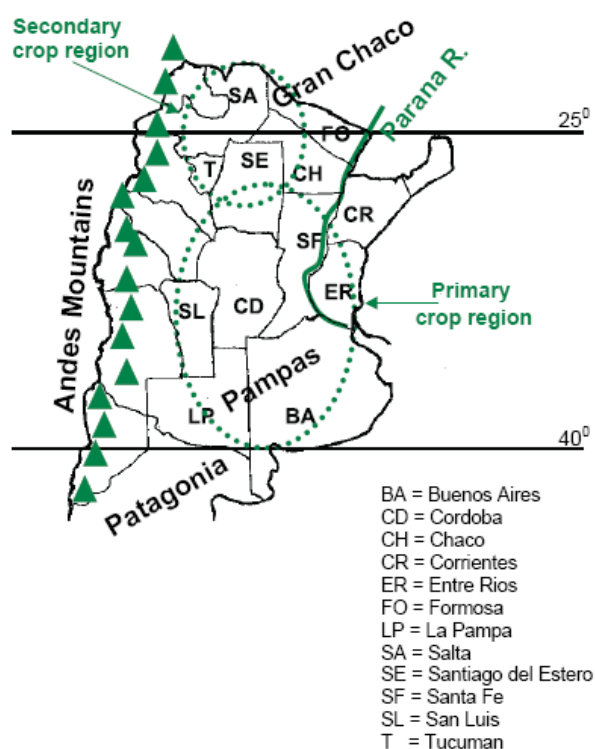 Secondary
crop region
Gran Chaco
Parana R.
SA
FO
25⁰
T
SE
CH
CR
SF
Andes Mountains
ER
SL
CD
Primary
crop region
Pampas
LP
BA
40⁰
Patagonia
BA = Buenos Aires
CD = Cordoba
CH = Chaco
CR = Corrientes
ER = Entre Rios
FO = Formosa
LP = La Pampa
SA = Salta
SE = Santiago del Estero
SF = Santa Fe
SL = San Luis
T = Tucuman